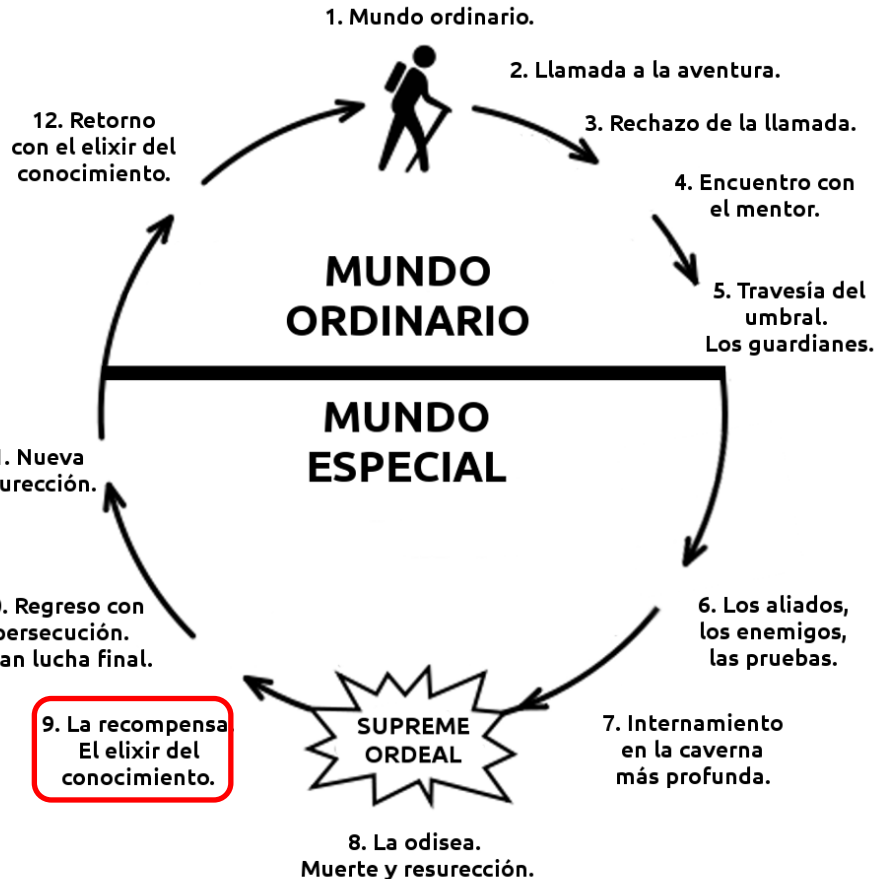 1. Mundo ordinario.
2. Llamada a la aventura.
3. Rechazo de la llamada.
4. Encuentro con
el mentor.
5. Travesía del
umbral.
Los guardianes.
6. Los aliados,
los enemigos,
las pruebas.
7. Internamiento
en la caverna
más profunda.
8. La odisea.
Muerte y resurección.
9. La recompensa.
El elixir del
conocimiento.
. Regreso con
persecución.
an lucha final.
. Nueva
urección.
12. Retorno
con el elixir del
conocimiento.
MUNDO
ORDINARIO
MUNDO
ESPECIAL
SUPREME
ORDEAL